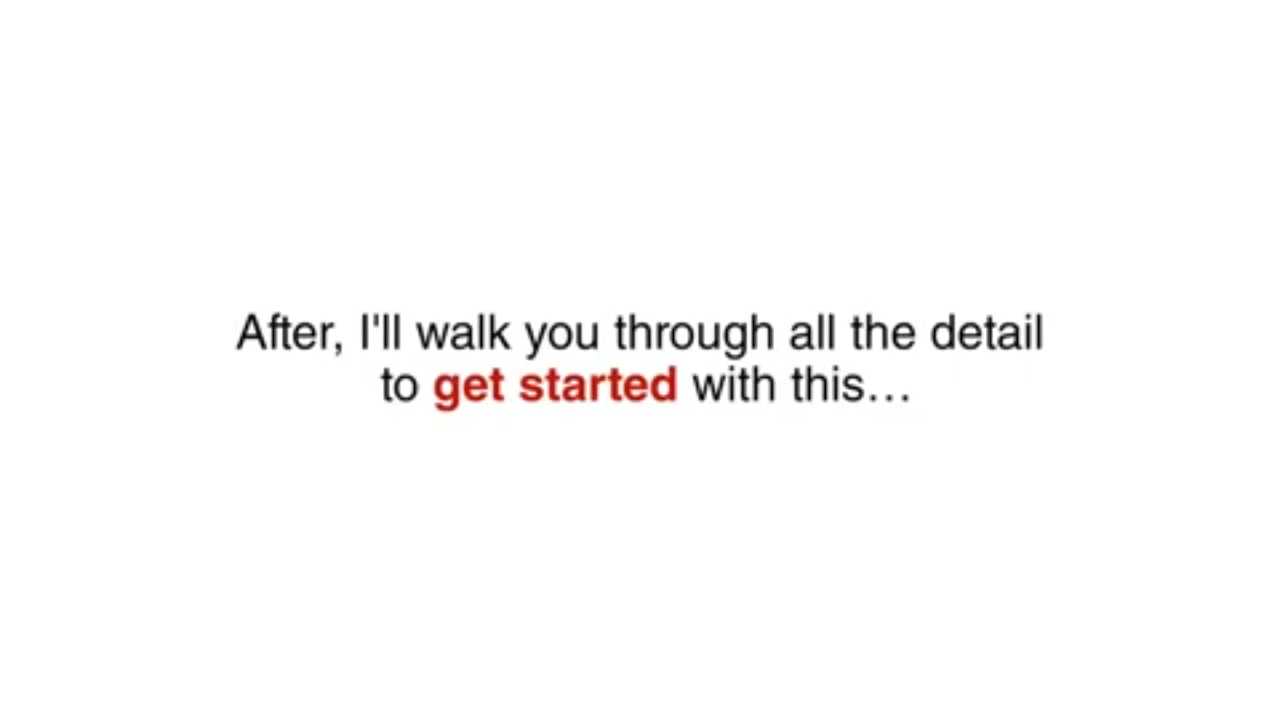 After, I'll walk you through all the detail
to get started with this…